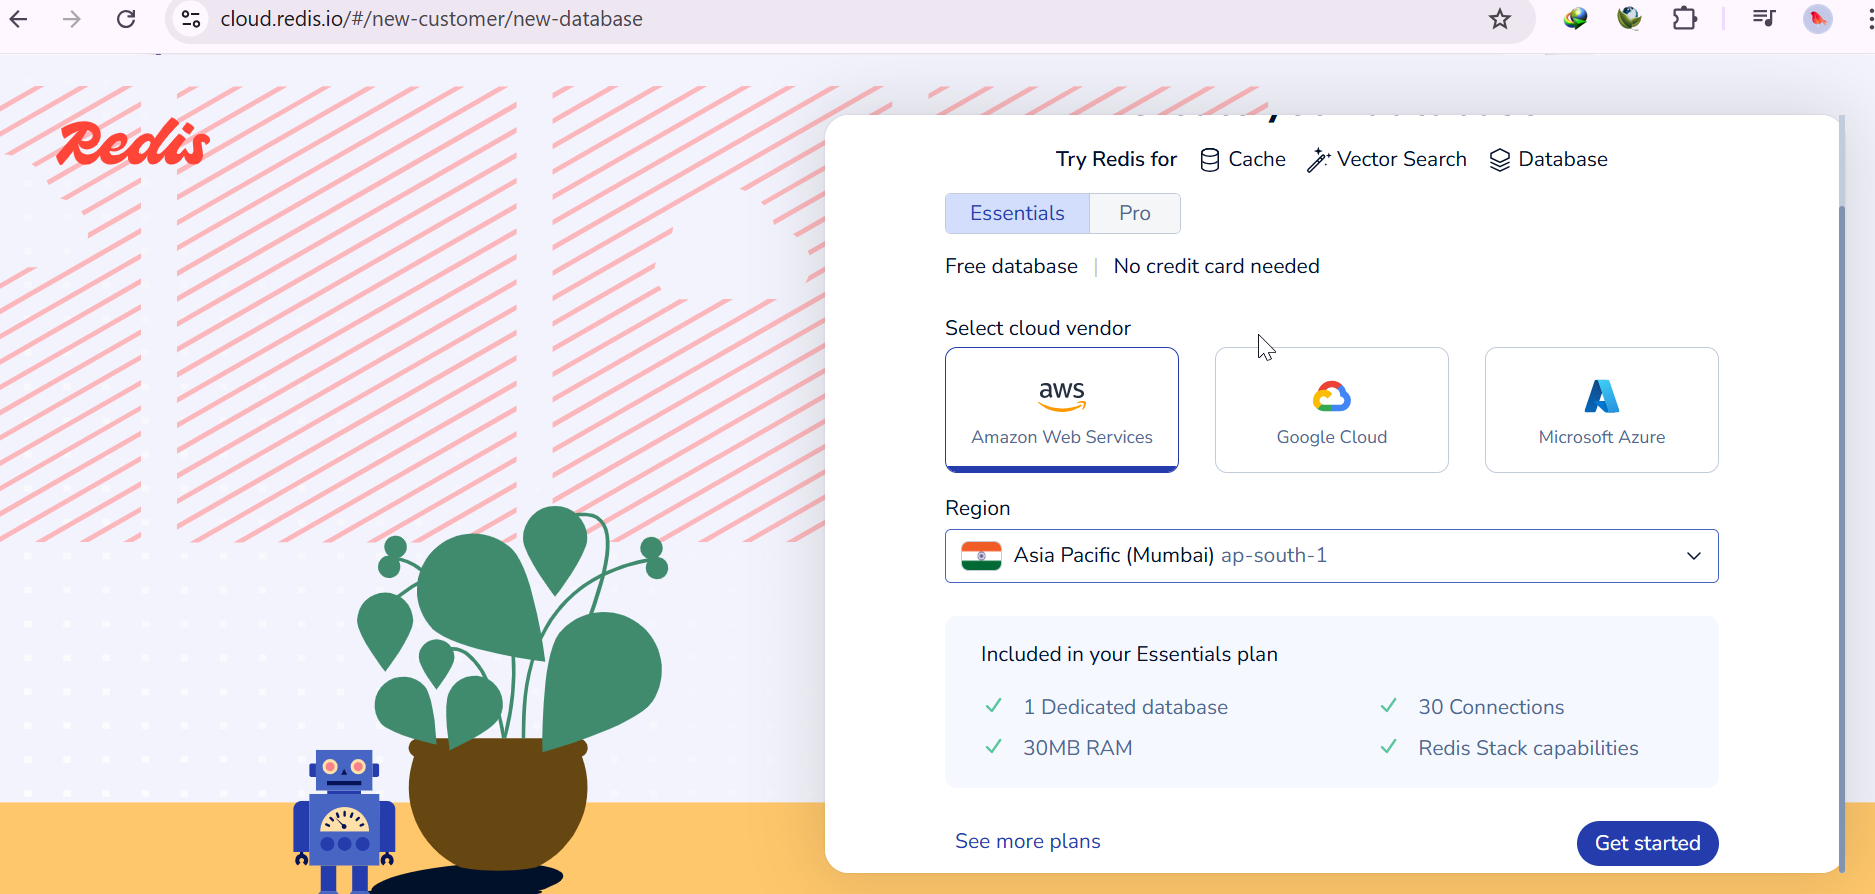 cloud.redis.io/#/new-customer/new-database
Redis
Try Redis for Cache Vector Search Database
Essentials Pro
Free database | No credit card needed
Select cloud vendor
aws
Amazon Web Services
Google Cloud
Microsoft Azure
Region
Asia Pacific (Mumbai) ap-south-1
Included in your Essentials plan
1 Dedicated database
30 Connections
30MB RAM
Redis Stack capabilities
See more plans
Get started